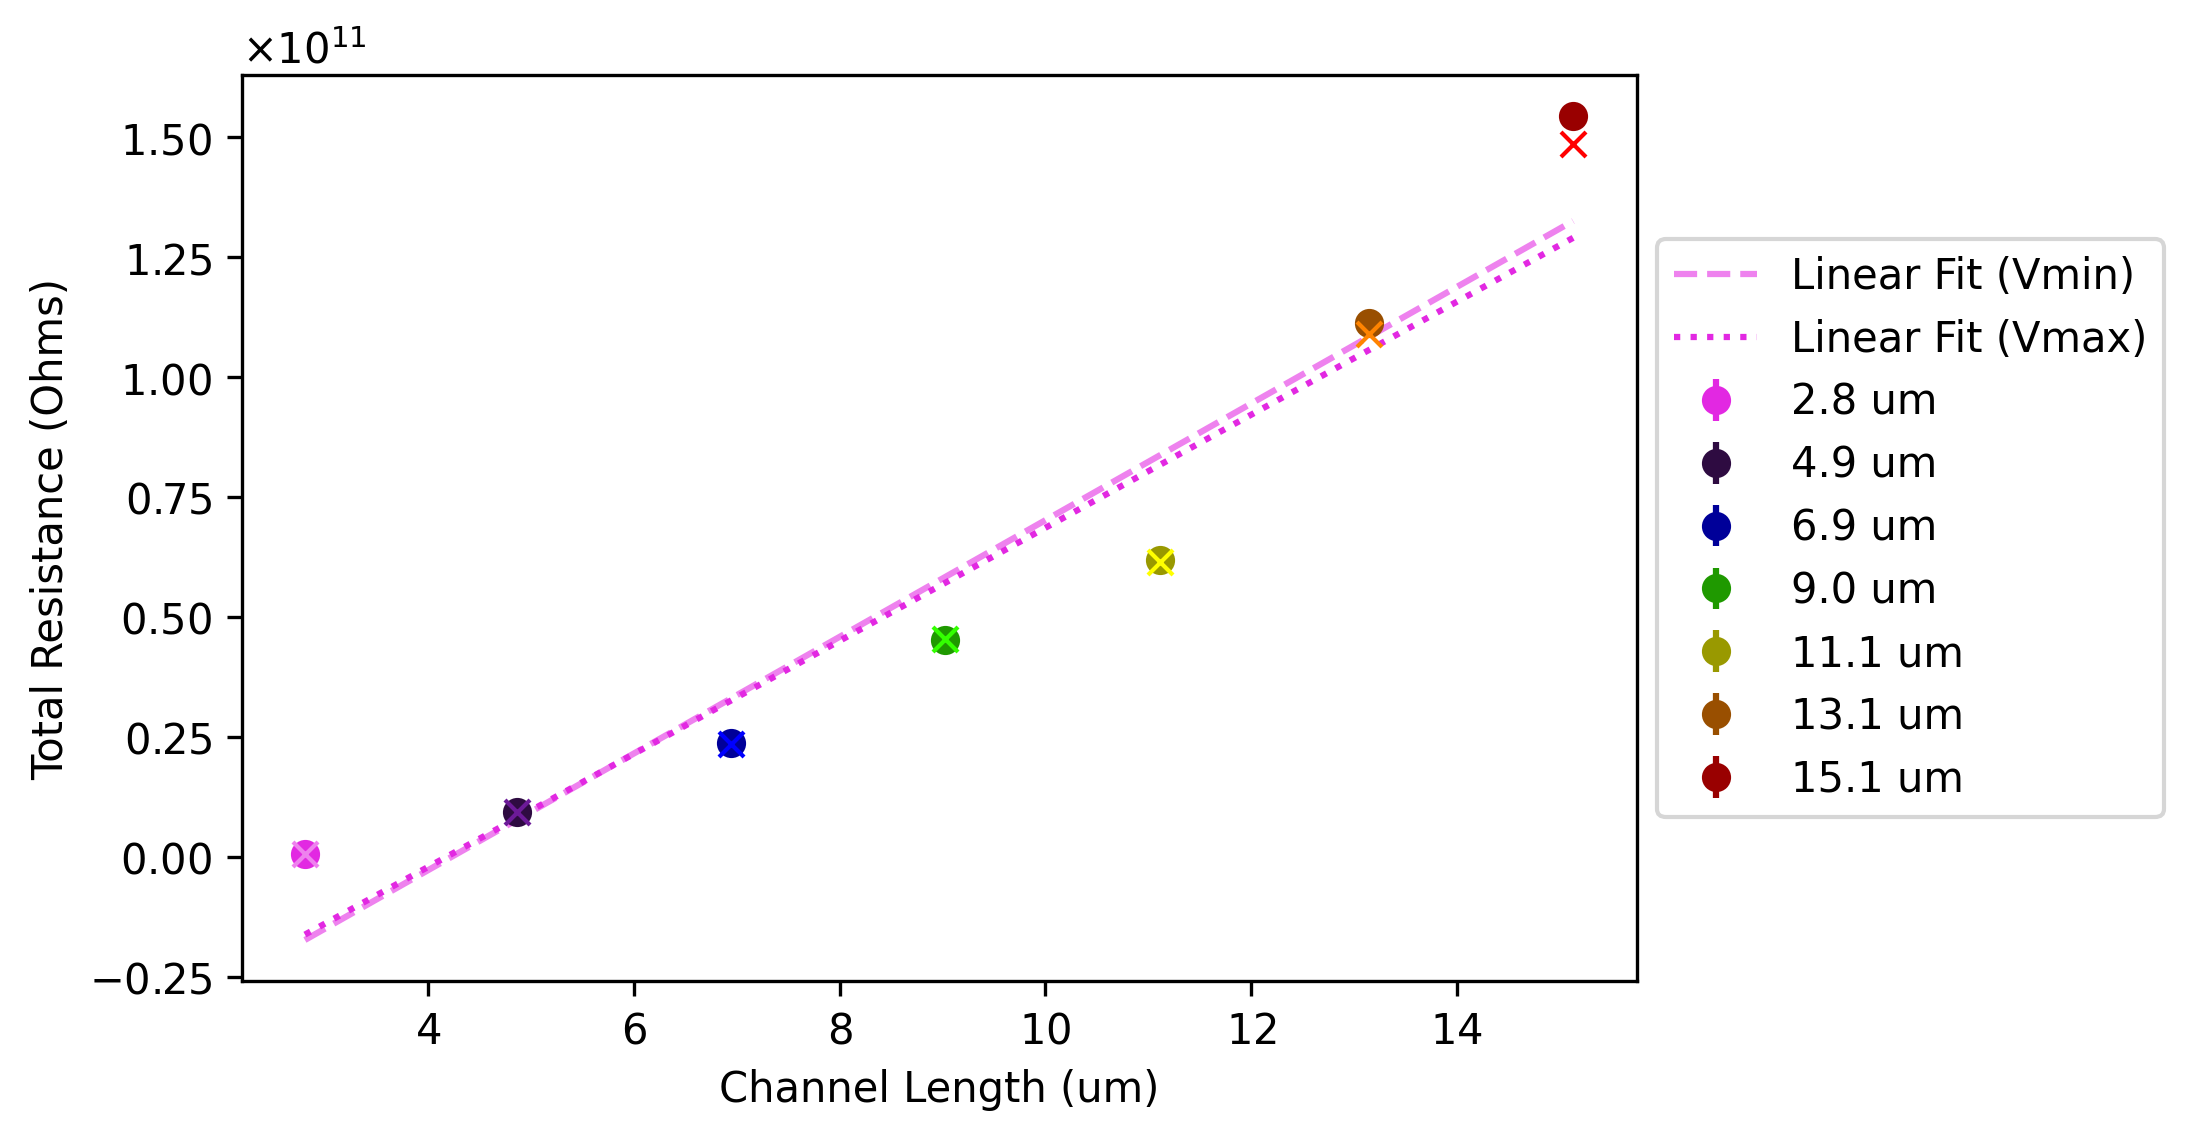 ×10¹¹
1.50
1.25
1.00
0.75
0.50
0.25
0.00
−0.25
Total Resistance (Ohms)
4 6 8 10 12 14
Channel Length (um)
Linear Fit (Vmin)
Linear Fit (Vmax)
2.8 um
4.9 um
6.9 um
9.0 um
11.1 um
13.1 um
15.1 um